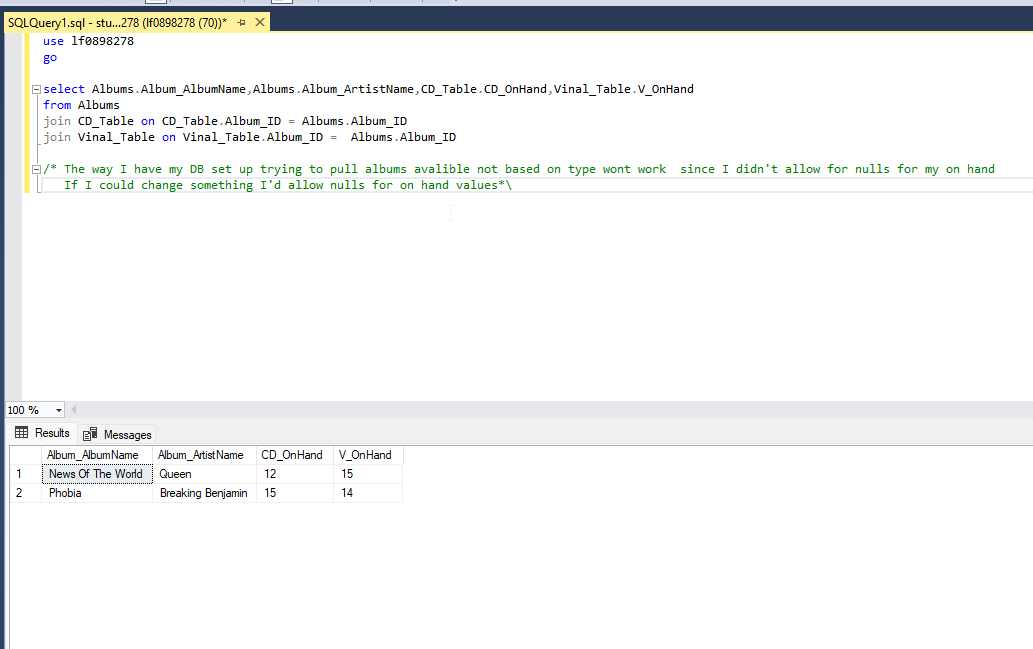 SQLQuery1.sql - stu...278 (lf0898278 (70))*
use lf0898278
go
select Albums.Album_AlbumName,Albums.Album_ArtistName,CD_Table.CD_OnHand,Vinal_Table.V_OnHand
from Albums
join CD_Table on CD_Table.Album_ID = Albums.Album_ID
join Vinal_Table on Vinal_Table.Album_ID =  Albums.Album_ID
/* The way I have my DB set up trying to pull albums avalible not based on type wont work  since I didn't allow for nulls for my on hand
If I could change something I'd allow nulls for on hand values*\
100 %
Results Messages
Album_AlbumName Album_ArtistName CD_OnHand V_OnHand
1 News Of The World Queen 12 15
2 Phobia Breaking Benjamin 15 14